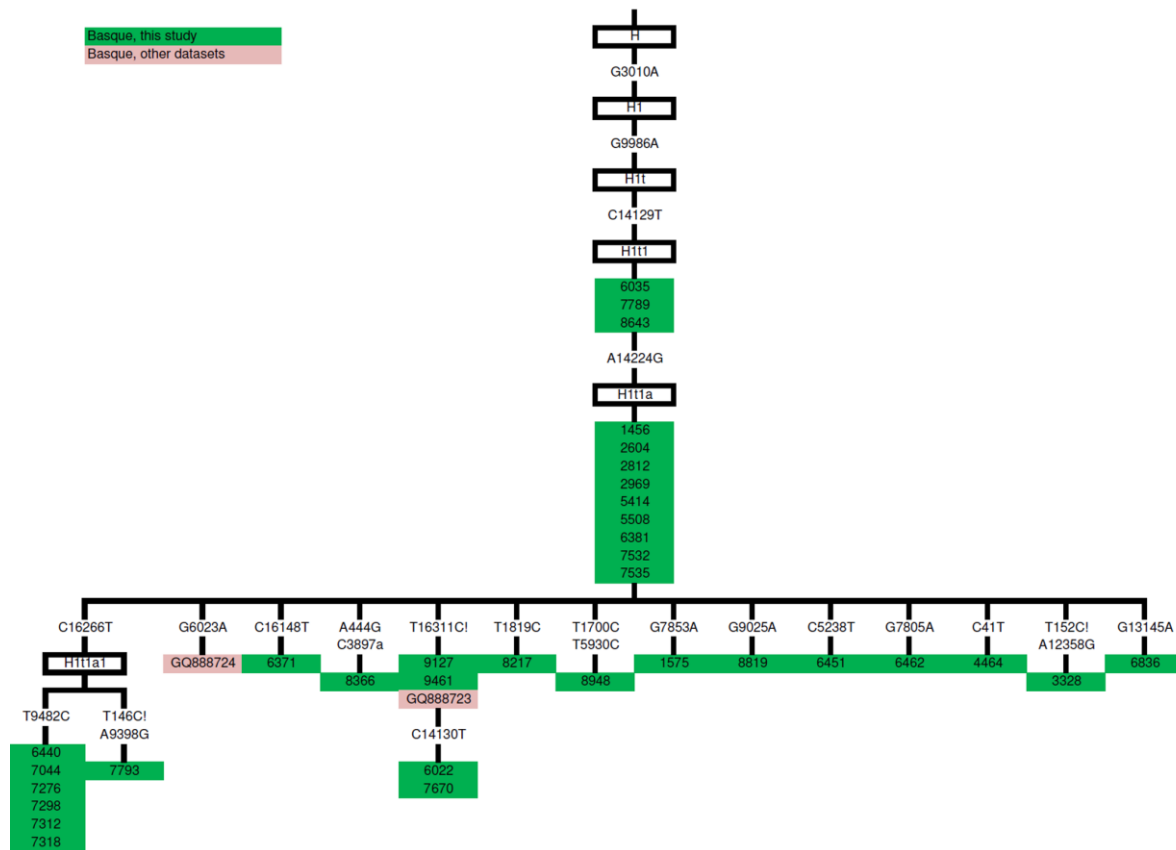 Basque, this study
Basque, other datasets
H
G3010A
H1
G9986A
H1t
C14129T
H1t1
6035
7789
8643
A14224G
H1t1a
1456
2604
2812
2969
5414
5508
6381
7532
7535
C16266T G6023A C16148T A444G T16311C! T1819C T1700C G7853A G9025A C5238T G7805A C41T T152C! G13145A
C3897a T5930C A12358G
H1t1a1 GQ888724 6371 9127 8217 1575 8819 6451 6462 4464 6836
8366 9461 8948 3328
GQ888723
T9482C T146C!
A9398G C14130T
6440
7044 7793 6022
7276 7670
7298
7312
7318